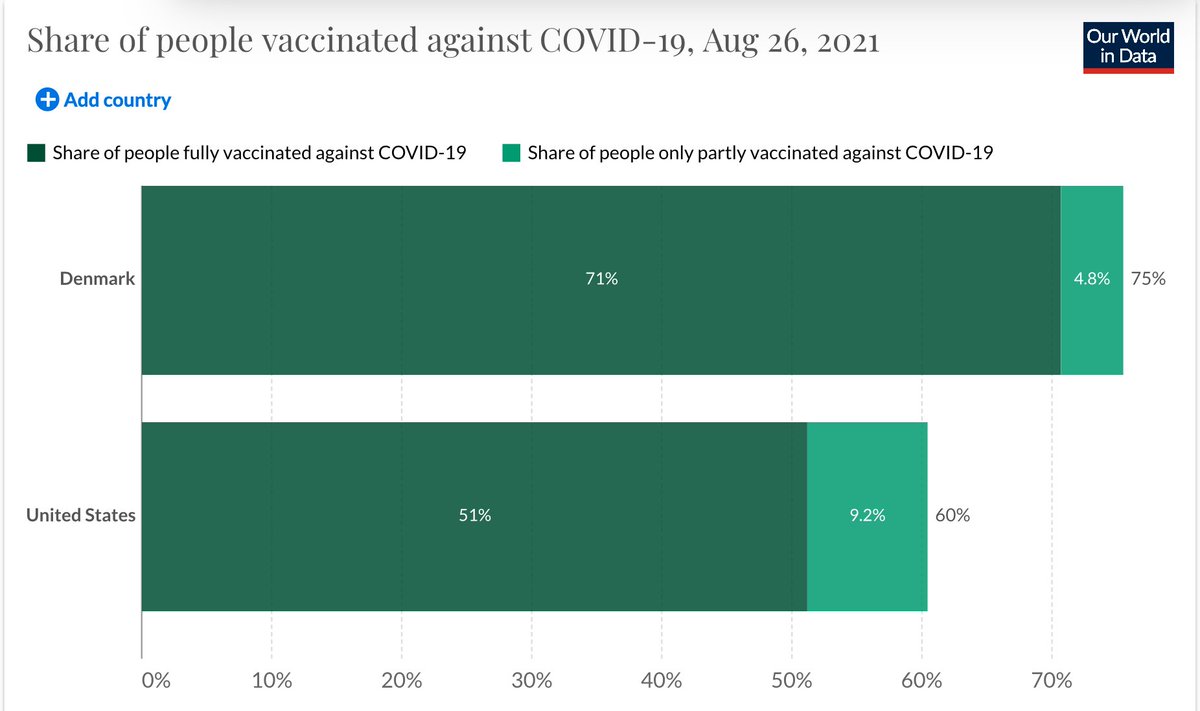 Share of people vaccinated against COVID-19, Aug 26, 2021
Our World
in Data
Add country
Share of people fully vaccinated against COVID-19
Share of people only partly vaccinated against COVID-19
Denmark
71%
4.8%
75%
United States
51%
9.2%
60%
0%
10%
20%
30%
40%
50%
60%
70%